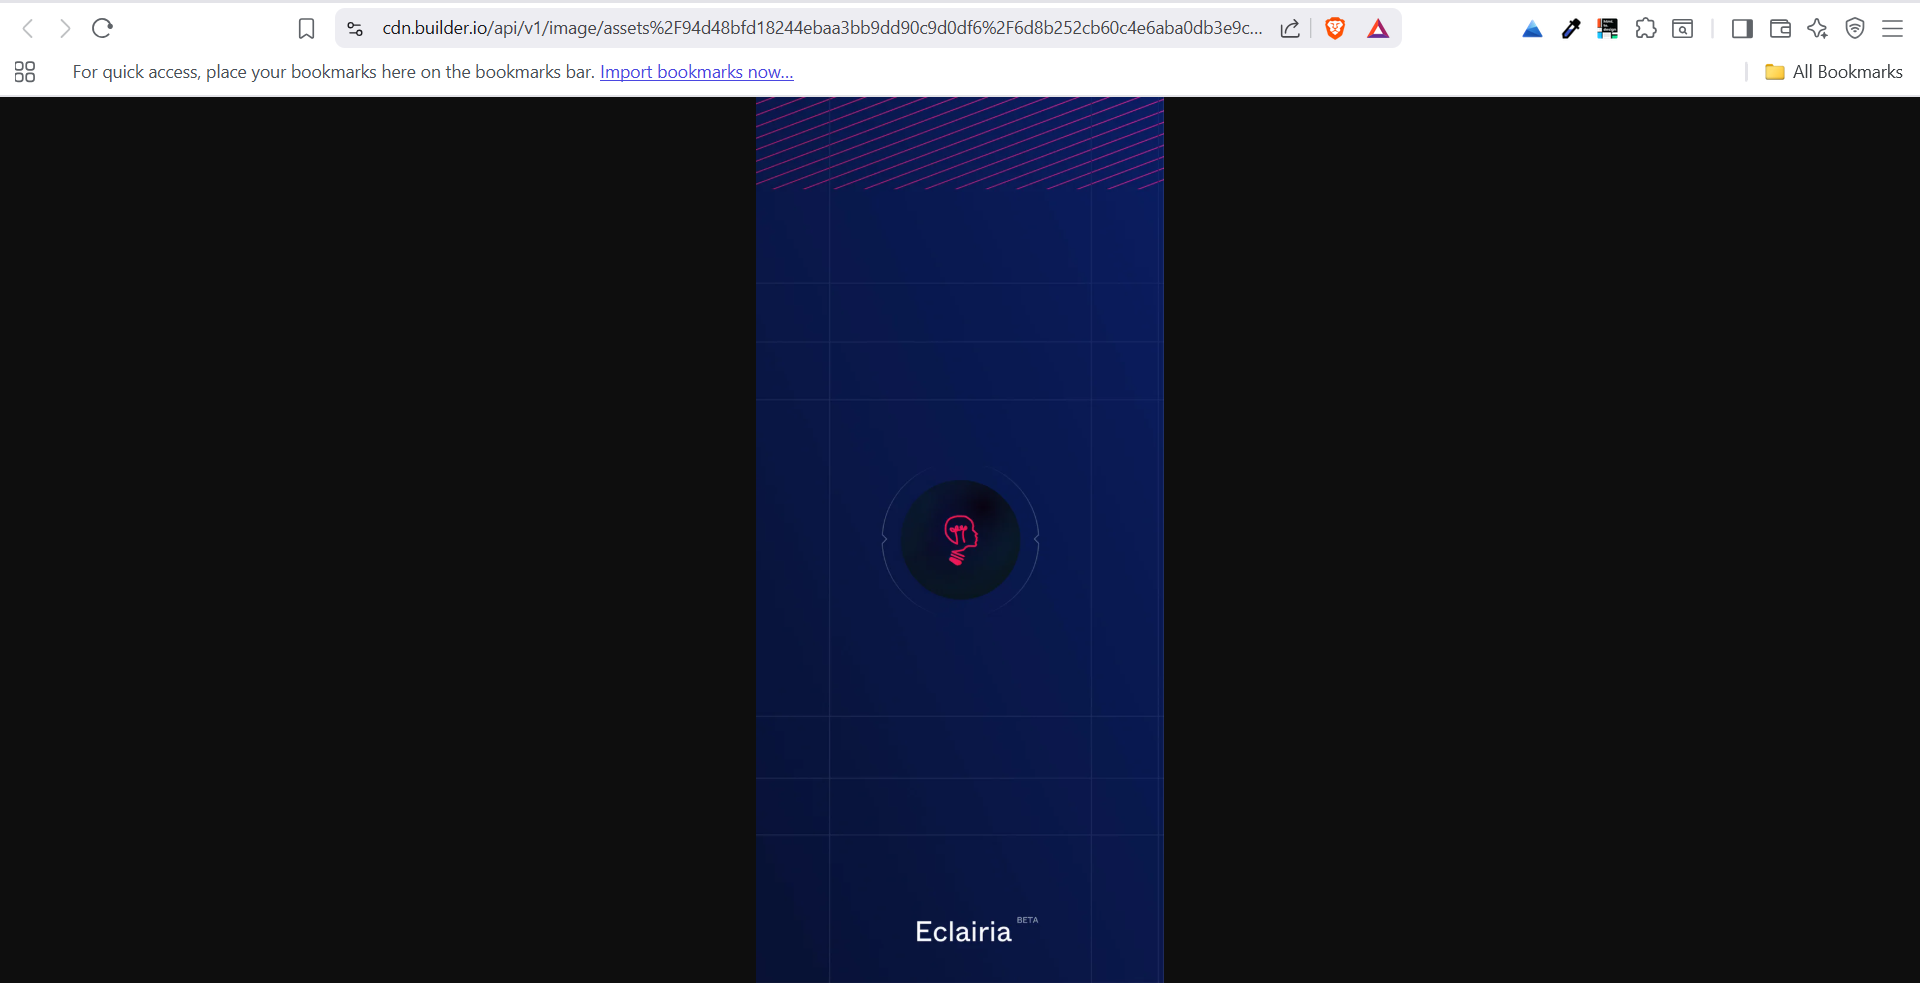 cdn.builder.io/api/v1/image/assets%2F94d48bfd18244ebaa3bb9dd90c9d0df6%2F6d8b252cb60c4e6aba0db3e9c...
For quick access, place your bookmarks here on the bookmarks bar. Import bookmarks now...
All Bookmarks
Eclairia BETA